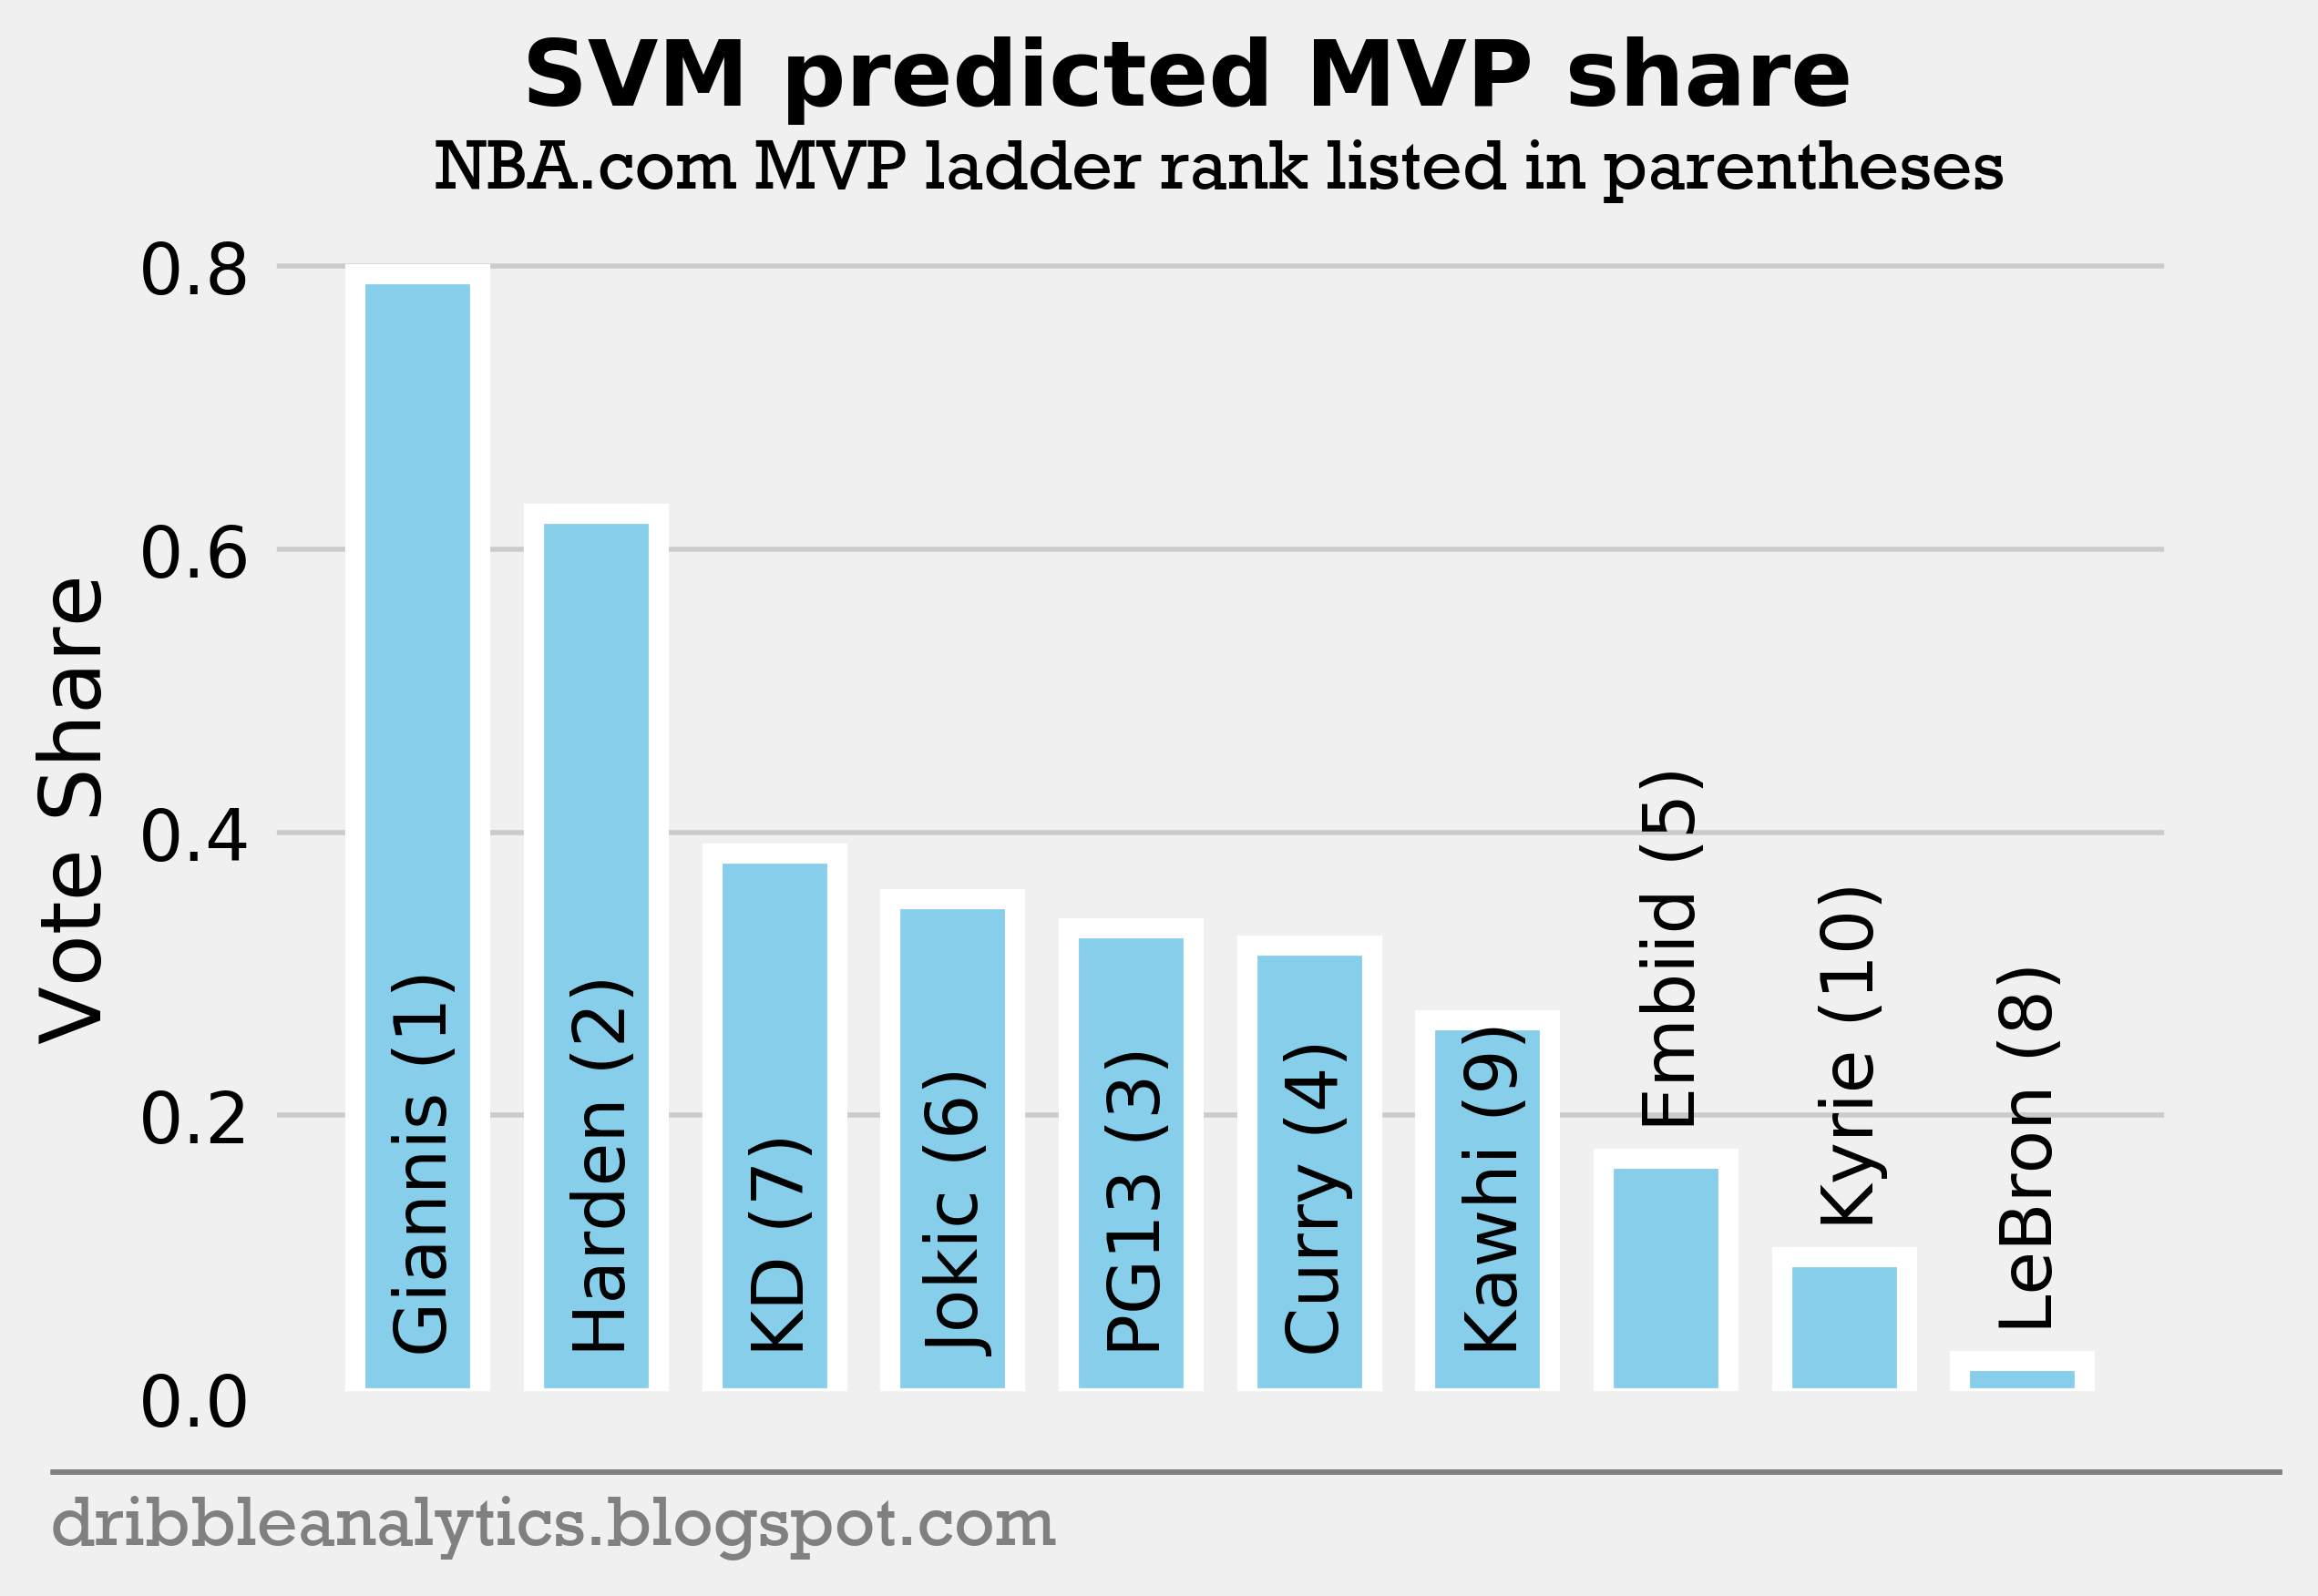 SVM predicted MVP share
NBA.com MVP ladder rank listed in parentheses
Vote Share
0.8
0.6
0.4
0.2
0.0
Giannis (1)
Harden (2)
KD (7)
Jokic (6)
PG13 (3)
Curry (4)
Kawhi (9)
Embiid (5)
Kyrie (10)
LeBron (8)
dribbleanalytics.blogspot.com